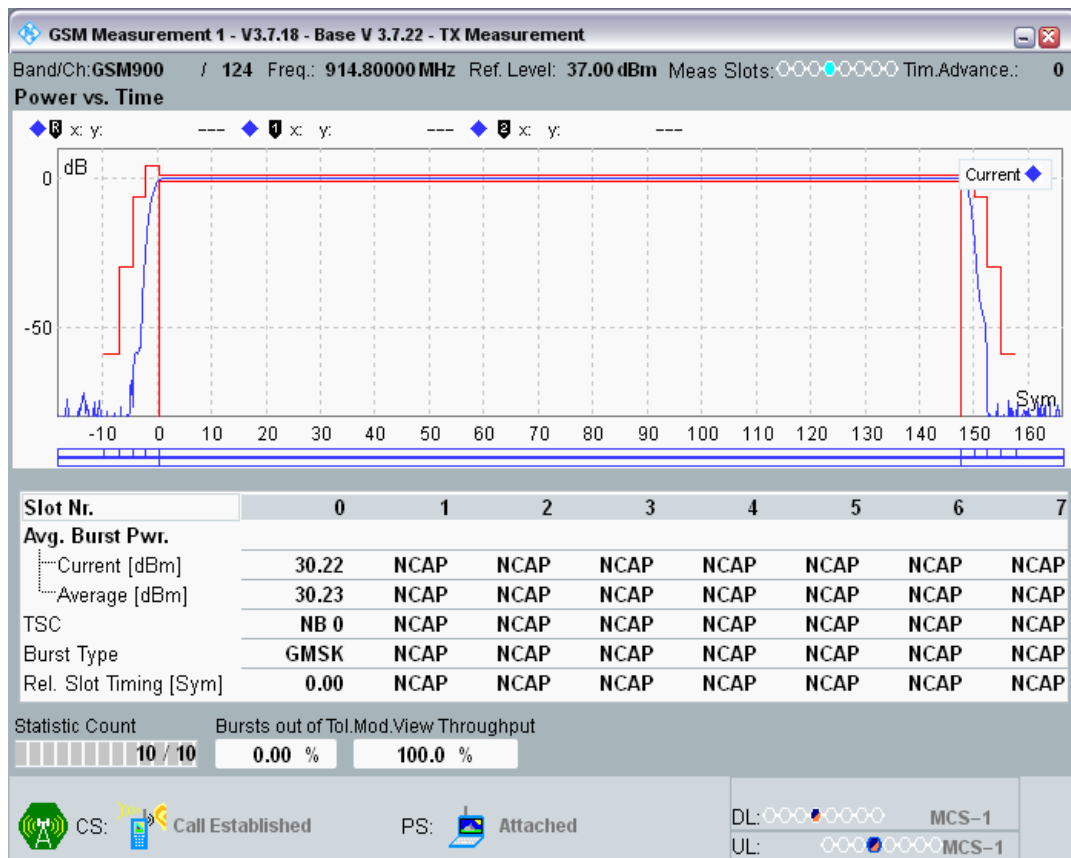 GSM Measurement 1 - V3.7.18 - Base V 3.7.22 - TX Measurement
Band/Ch:GSM900 / 124 Freq.: 914.80000 MHz Ref. Level: 37.00 dBm Meas Slots: Tim.Advance.: 0
Power vs. Time
R x: y: --- 1 x: y: --- 2 x: y: ---
dB
Current
0
-50
Sym
-10 0 10 20 30 40 50 60 70 80 90 100 110 120 130 140 150 160
Slot Nr. 0 1 2 3 4 5 6 7
Avg. Burst Pwr.
Current [dBm] 30.22 NCAP NCAP NCAP NCAP NCAP NCAP NCAP
Average [dBm] 30.23 NCAP NCAP NCAP NCAP NCAP NCAP NCAP
TSC NB 0 NCAP NCAP NCAP NCAP NCAP NCAP NCAP
Burst Type GMSK NCAP NCAP NCAP NCAP NCAP NCAP NCAP
Rel. Slot Timing [Sym] 0.00 NCAP NCAP NCAP NCAP NCAP NCAP NCAP
Statistic Count Bursts out of Tol.Mod.View Throughput
10 / 10 0.00 % 100.0 %
CS: Call Established PS: Attached
DL: MCS-1
UL: MCS-1